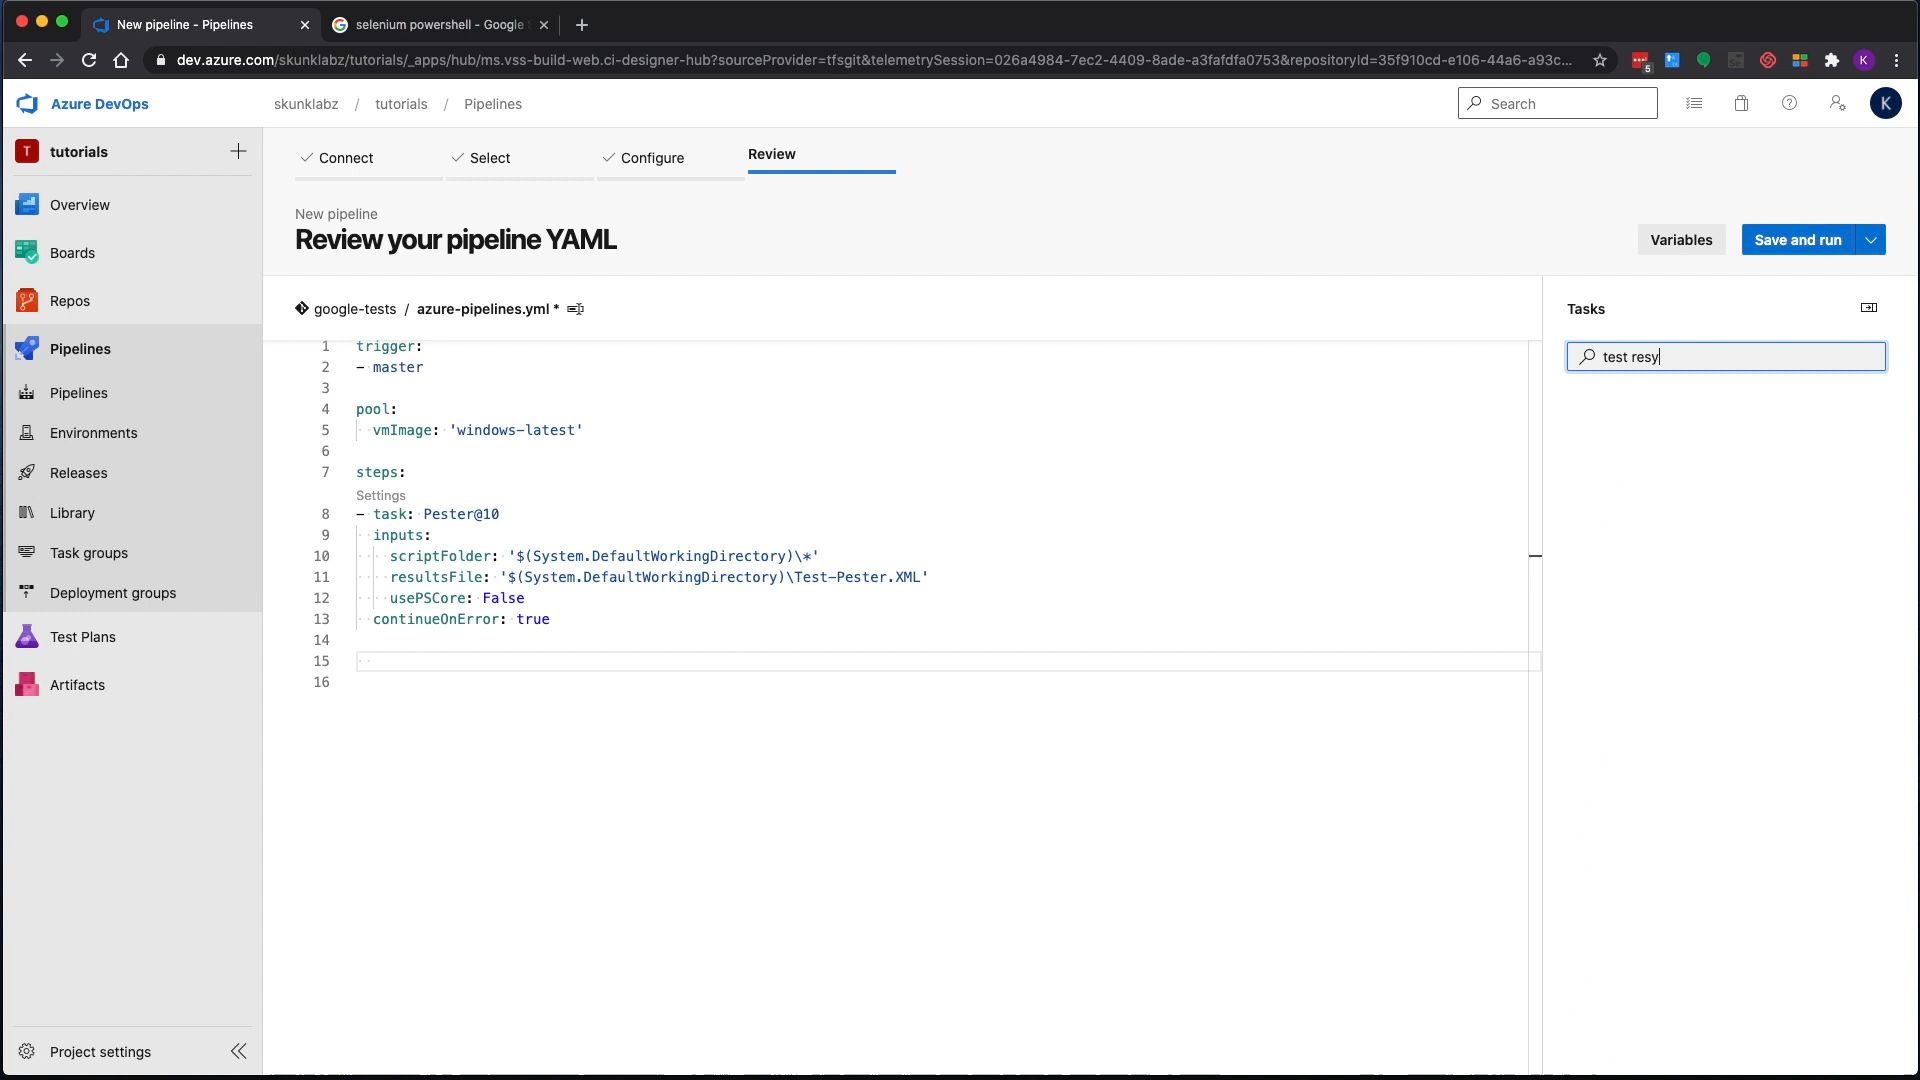 New pipeline - Pipelines
selenium powershell - Google
dev.azure.com/skunklabz/tutorials/_apps/hub/ms.vss-build-web.ci-designer-hub?sourceProvider=tfsgit&telemetrySession=026a4984-7ec2-4409-8ade-a3fafdfa0753&repositoryId=35f910cd-e106-44a6-a93c...
5
K
Azure DevOps
skunklabz / tutorials / Pipelines
Search
K
T tutorials
Connect
Select
Configure
Review
Overview
Boards
Repos
Pipelines
Pipelines
Environments
Releases
Library
Task groups
Deployment groups
Test Plans
Artifacts
Project settings
New pipeline
Review your pipeline YAML
Variables
Save and run
google-tests / azure-pipelines.yml *
1 trigger:
2 - master
3
4 pool:
5 vmImage: 'windows-latest'
6
7 steps:
Settings
8 - task: Pester@10
9 inputs:
10 scriptFolder: '$(System.DefaultWorkingDirectory)\*'
11 resultsFile: '$(System.DefaultWorkingDirectory)\Test-Pester.XML'
12 usePSCore: False
13 continueOnError: true
14
15
16
Tasks
test resy